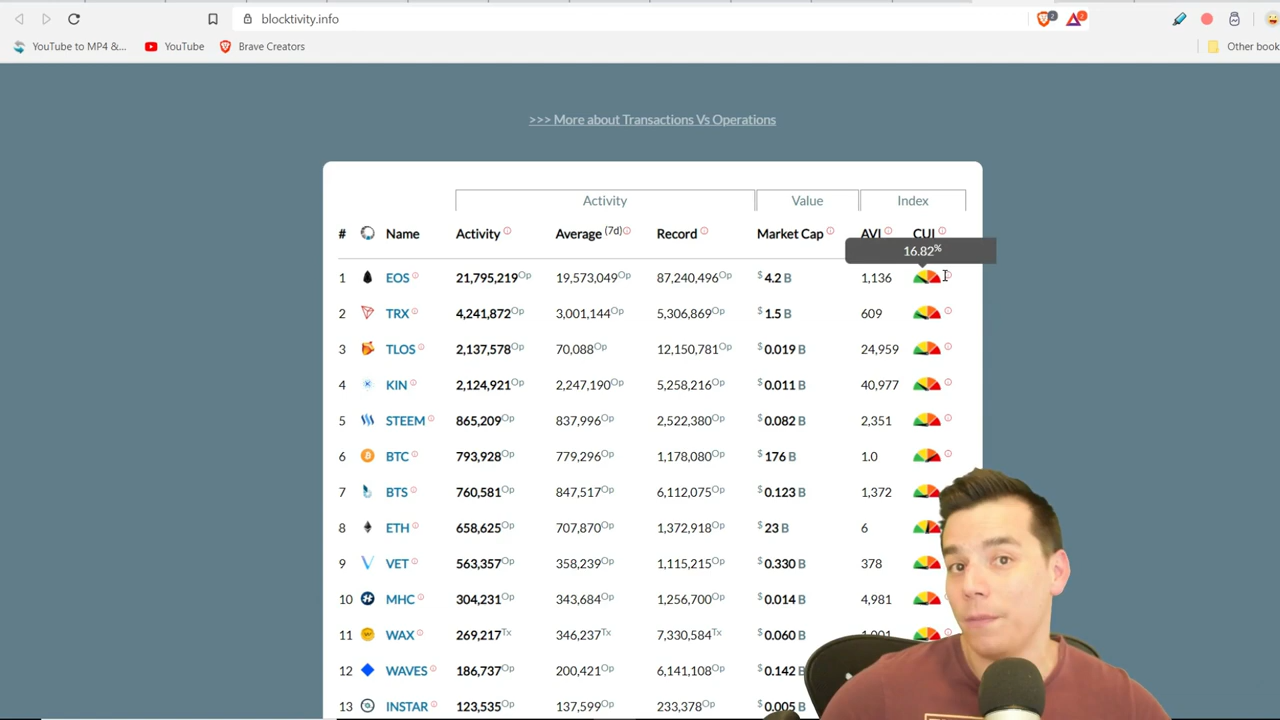 blocktivity.info
2
2
YouTube to MP4 &...
YouTube
Brave Creators
Other book
>>> More about Transactions Vs Operations
Activity Value Index
# Name Activity Average (7d) Record Market Cap AVI CUI
16.82%
1 EOS 21,795,219Op 19,573,049Op 87,240,496Op $ 4.2 B 1,136
2 TRX 4,241,872Op 3,001,144Op 5,306,869Op $ 1.5 B 609
3 TLOS 2,137,578Op 70,088Op 12,150,781Op $ 0.019 B 24,959
4 KIN 2,124,921Op 2,247,190Op 5,258,216Op $ 0.011 B 40,977
5 STEEM 865,209Op 837,996Op 2,522,380Op $ 0.082 B 2,351
6 BTC 793,928Op 779,296Op 1,178,080Op $ 176 B 1.0
7 BTS 760,581Op 847,517Op 6,112,075Op $ 0.123 B 1,372
8 ETH 658,625Op 707,870Op 1,372,918Op $ 23 B 6
9 VET 563,357Op 358,239Op 1,115,215Op $ 0.330 B 378
10 MHC 304,231Op 343,684Op 1,256,700Op $ 0.014 B 4,981
11 WAX 269,217Tx 346,237Tx 7,330,584Tx $ 0.060 B 1,001
12 WAVES 186,737Op 200,421Op 6,141,108Op $ 0.142 B
13 INSTAR 123,535Op 137,599Op 233,378Op $ 0.005 B